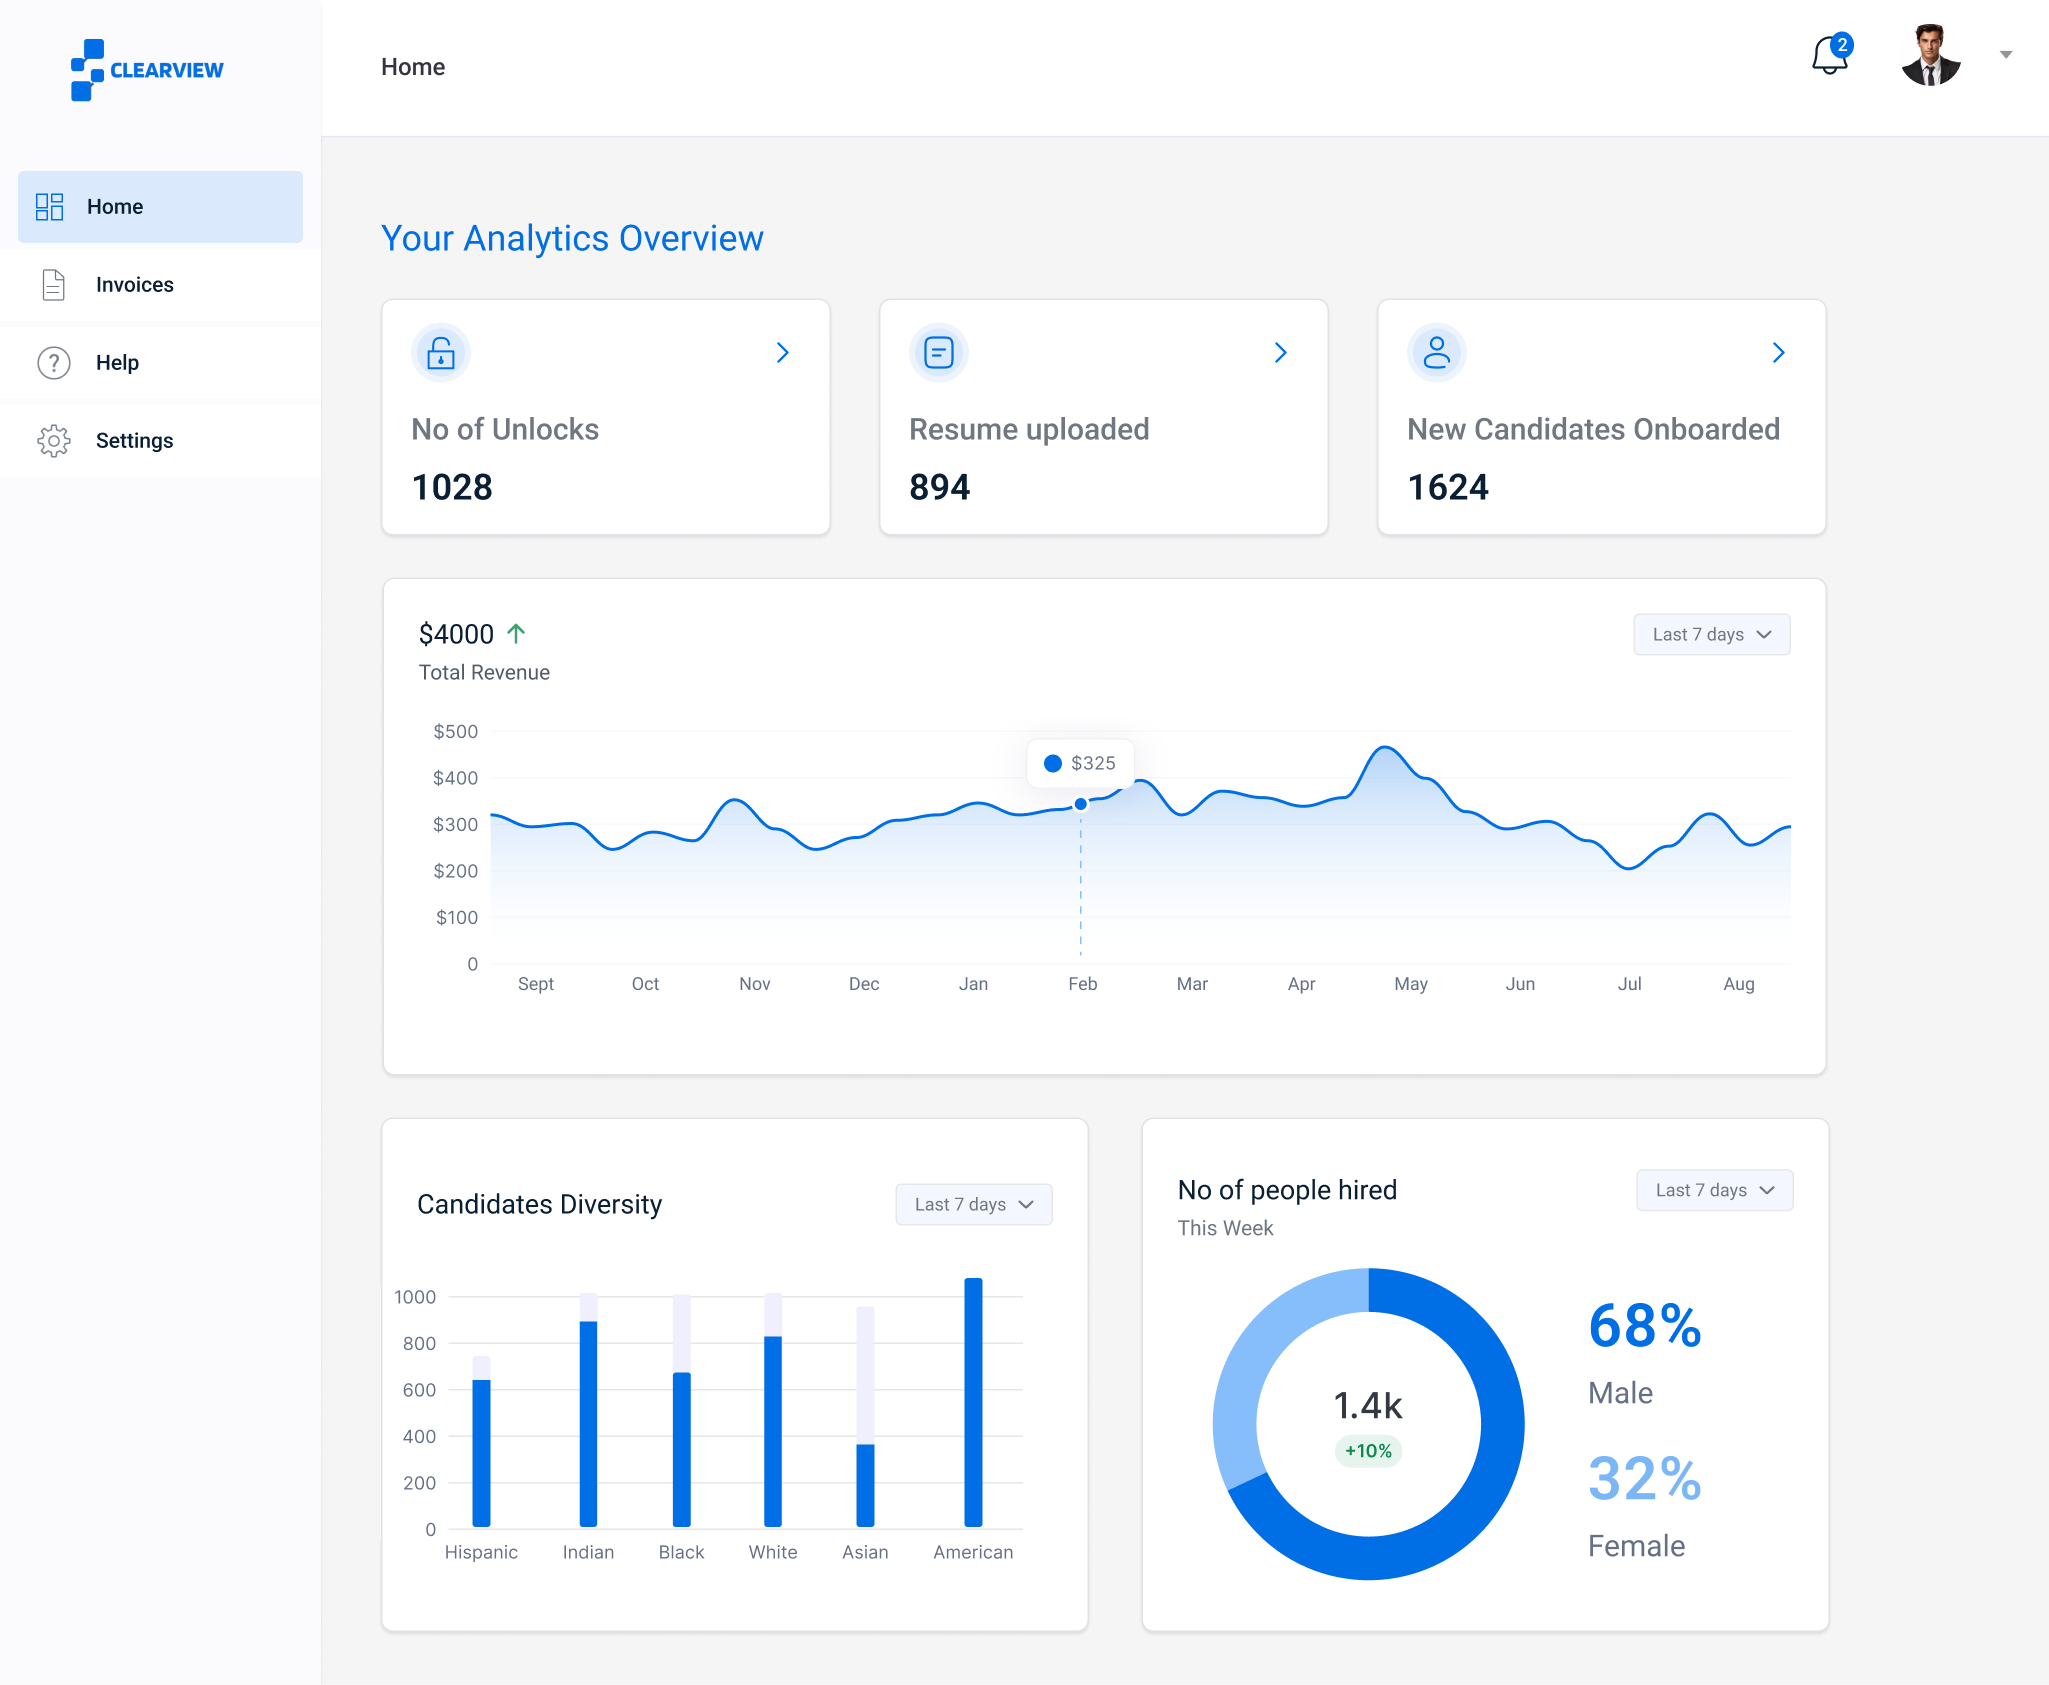 CLEARVIEW
Home
2
Home
Invoices
Help
Settings
Your Analytics Overview
No of Unlocks
1028
Resume uploaded
894
New Candidates Onboarded
1624
$4000
Total Revenue
Last 7 days
$500
$400
$300
$200
$100
0
$325
Sept Oct Nov Dec Jan Feb Mar Apr May Jun Jul Aug
Candidates Diversity
Last 7 days
1000
800
600
400
200
0
Hispanic Indian Black White Asian American
No of people hired
This Week
Last 7 days
1.4k
+10%
68%
Male
32%
Female